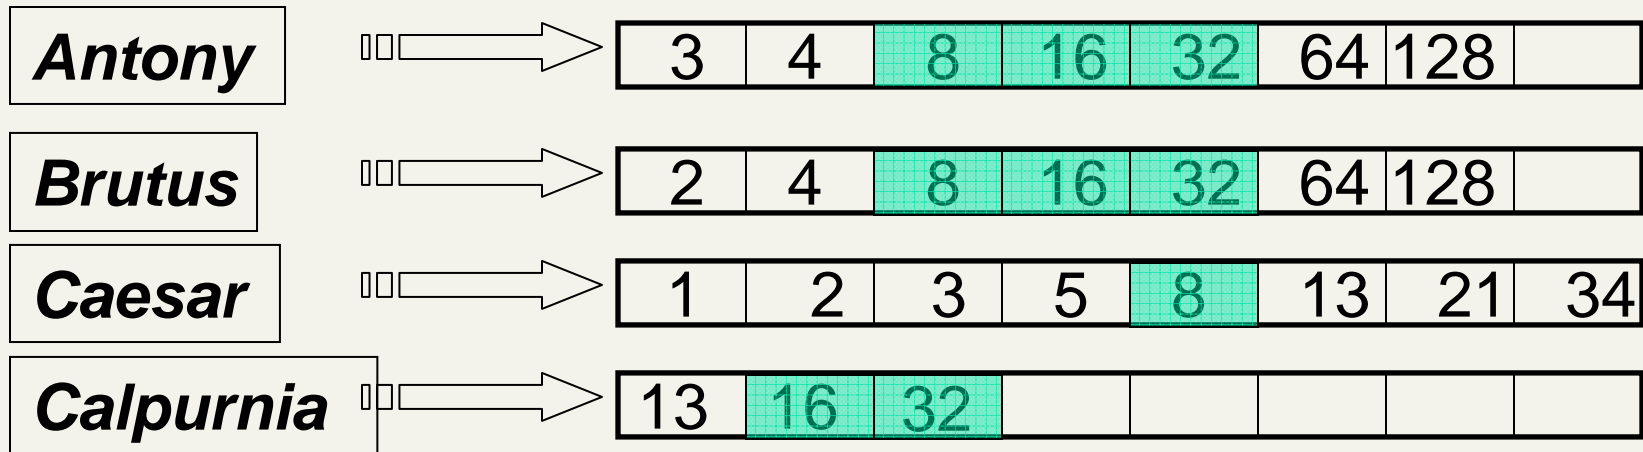 Antony 3 4 8 16 32 64 128
Brutus 2 4 8 16 32 64 128
Caesar 1 2 3 5 8 13 21 34
Calpurnia 13 16 32